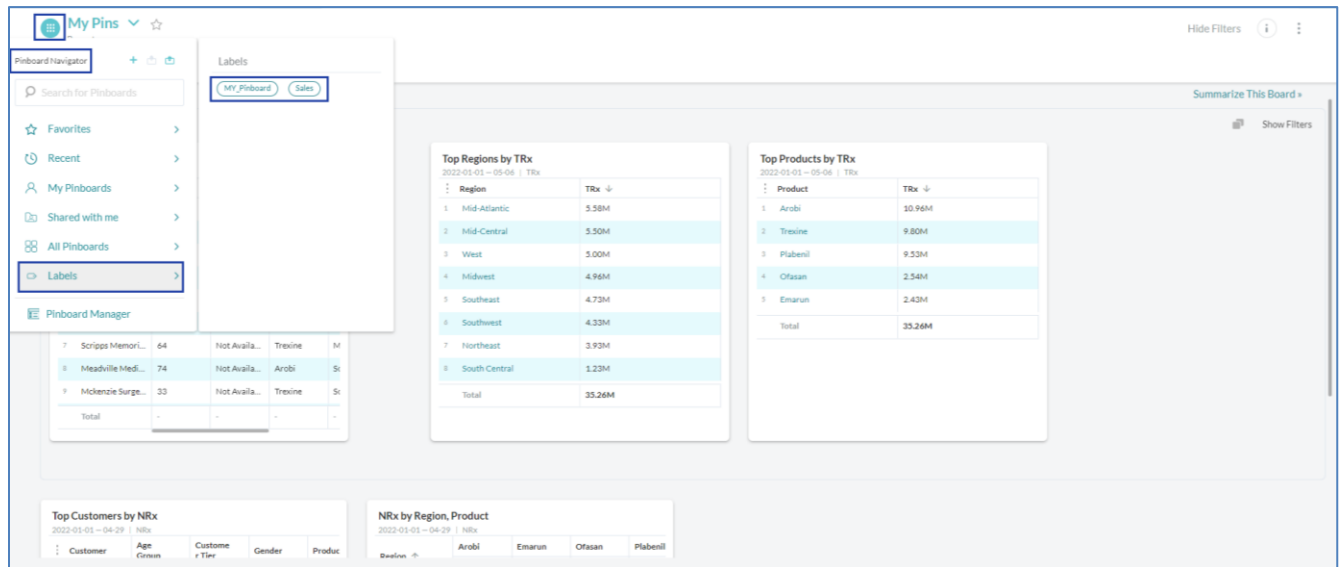 My Pins
Hide Filters
i
Pinboard Navigator
Search for Pinboards
Favorites
Recent
My Pinboards
Shared with me
All Pinboards
Labels
Pinboard Manager
Labels
MY_Pinboard Sales
Summarize This Board »
Show Filters
7 Scripps Memori... 64 Not Availa... Trexine M
8 Meadville Medi... 74 Not Availa... Arobi
9 Mckenzie Surge... 33 Not Availa... Trexine
Total - - - -
Top Regions by TRx
2022-01-01 — 05-06 | TRx
Region TRx ↓
1 Mid-Atlantic 5.58M
2 Mid-Central 5.50M
3 West 5.00M
4 Midwest 4.96M
5 Southeast 4.73M
6 Southwest 4.33M
7 Northeast 3.93M
8 South Central 1.23M
Total 35.26M
Top Products by TRx
2022-01-01 — 05-06 | TRx
Product TRx ↓
1 Arobi 10.96M
2 Trexine 9.80M
3 Plabenil 9.53M
4 Ofasan 2.54M
5 Emarun 2.43M
Total 35.26M
Top Customers by NRx
2022-01-01 — 04-29 | NRx
Customer Age Group Custome r Tier Gender Produc
NRx by Region, Product
2022-01-01 — 04-29 | NRx
Region ↑ Arobi Emarun Ofasan Plabenil